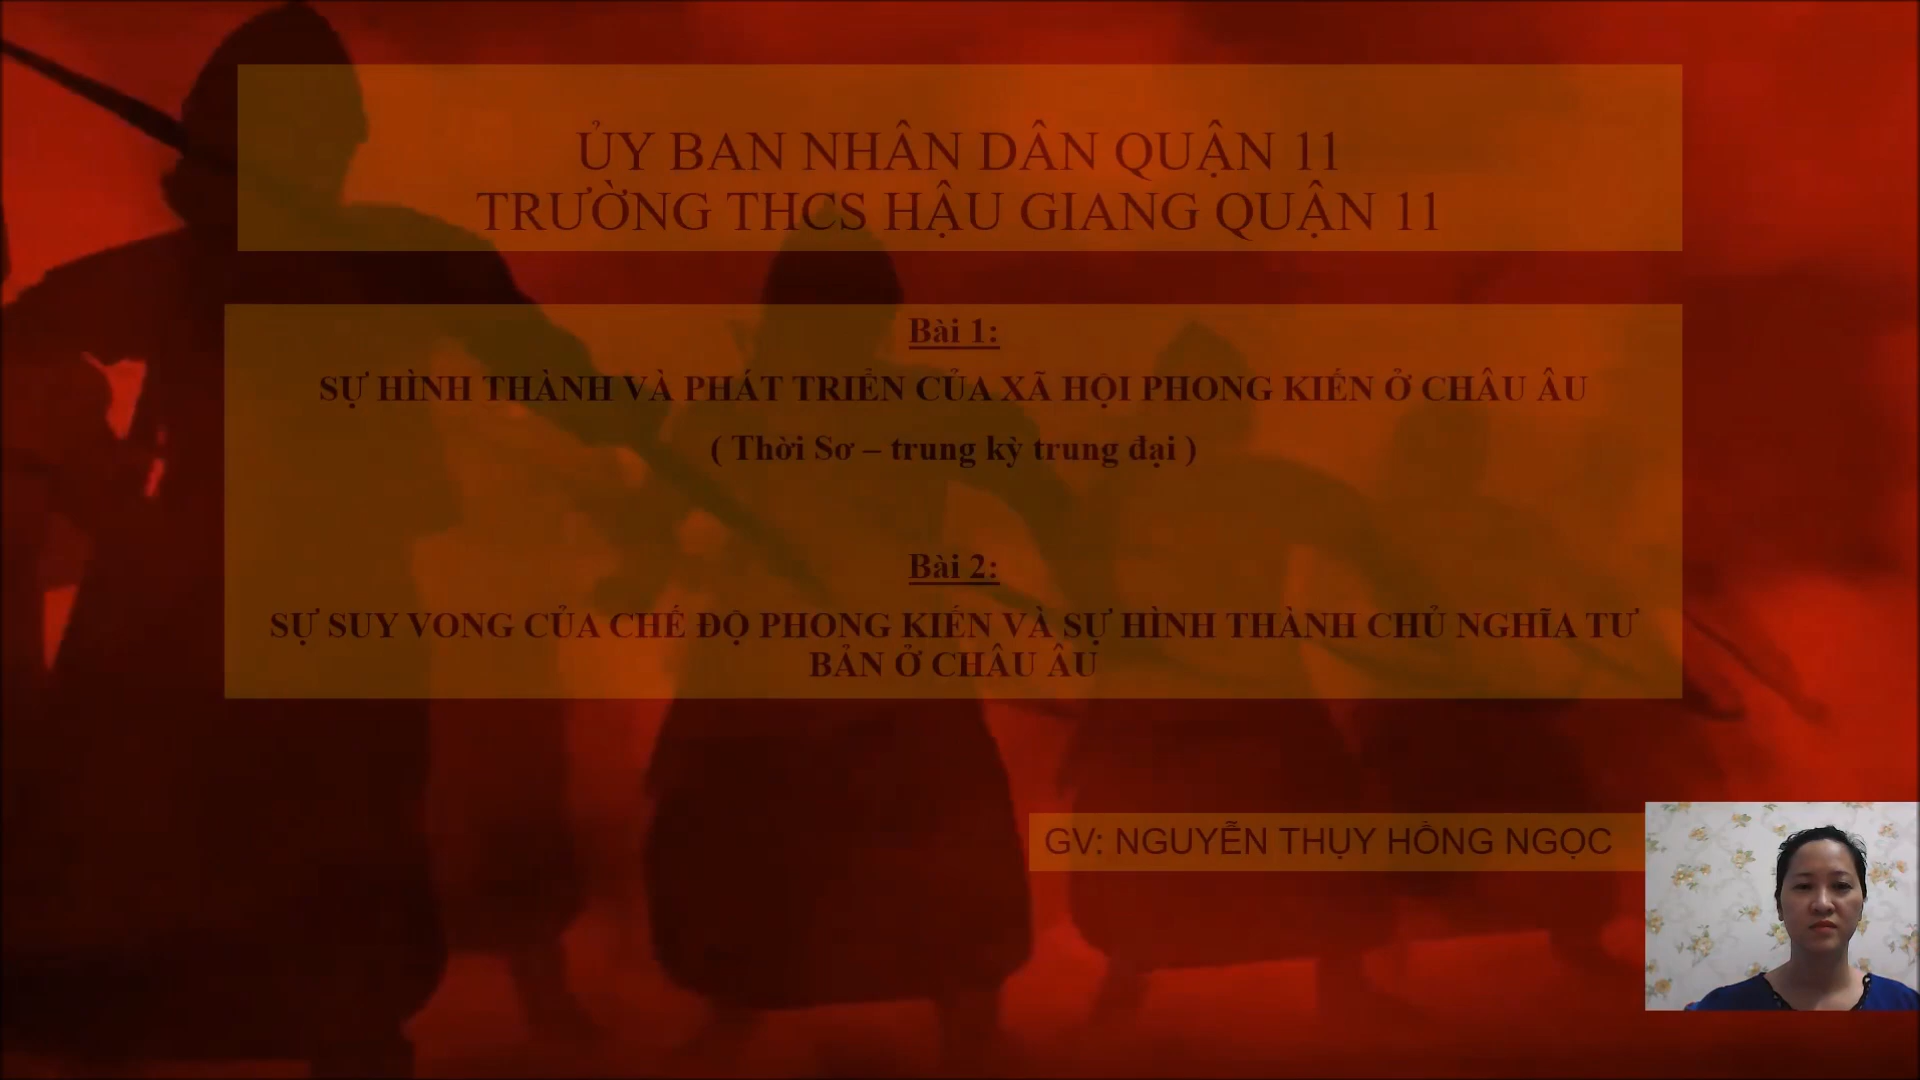 ỦY BAN NHÂN DÂN QUẬN 11
TRƯỜNG THCS HẬU GIANG QUẬN 11
Bài 1:
SỰ HÌNH THÀNH VÀ PHÁT TRIỂN CỦA XÃ HỘI PHONG KIẾN Ở CHÂU ÂU
( Thời Sơ – trung kỳ trung đại )
Bài 2:
SỰ SUY VONG CỦA CHẾ ĐỘ PHONG KIẾN VÀ SỰ HÌNH THÀNH CHỦ NGHĨA TƯ
BẢN Ở CHÂU ÂU
GV: NGUYỄN THỤY HỒNG NGỌC